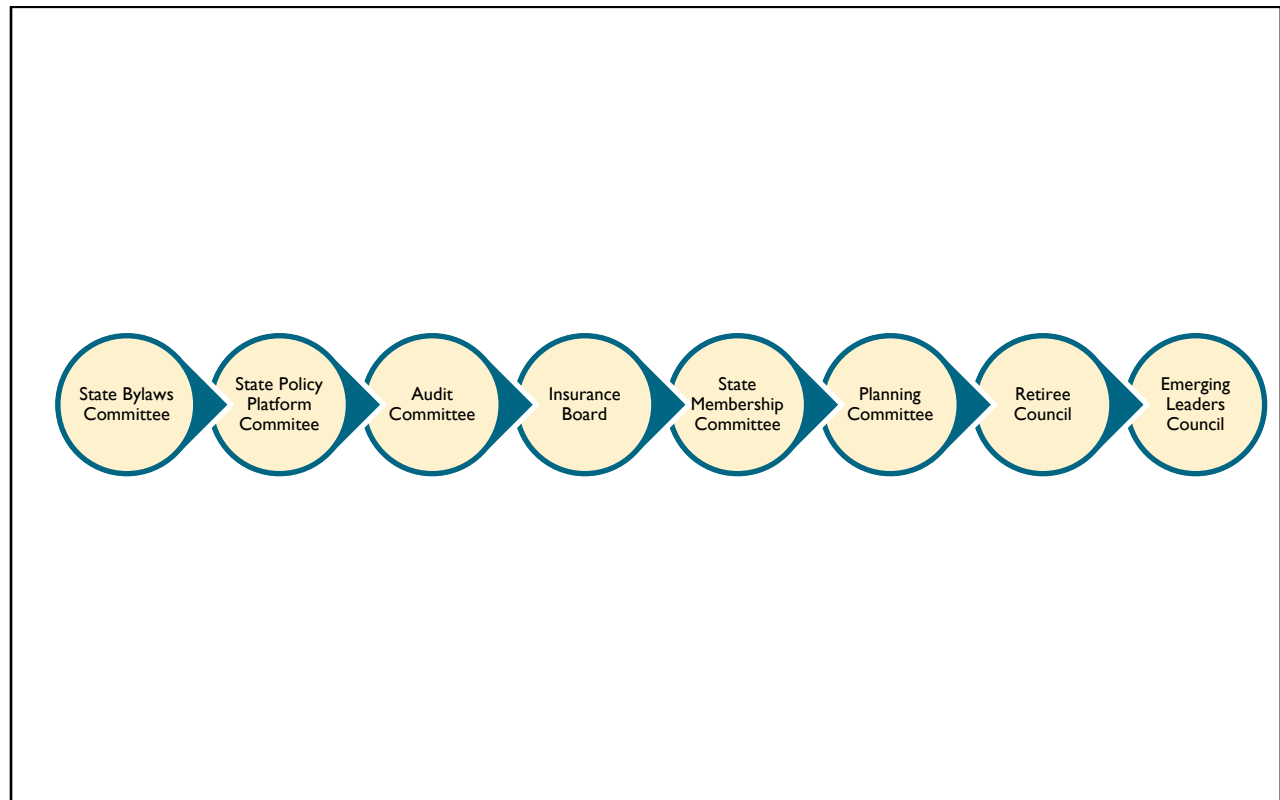 State Bylaws
Committee
State Policy
Platform
Commitee
Audit
Committee
Insurance
Board
State
Membership
Committee
Planning
Committee
Retiree
Council
Emerging
Leaders
Council